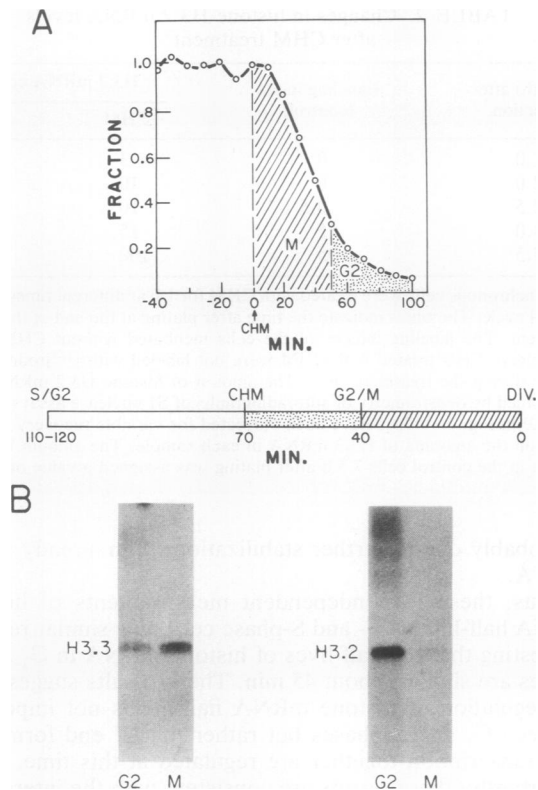 A
FRACTION
1.0
0.8
0.6
0.4
0.2
M
G2
-40 -20 0 20 40 60 80 100
CHM
MIN.
S/G2 CHM G2/M DIV.
110-120 70 40 0
MIN.
B
H3.3
H3.2
G2 M
G2 M